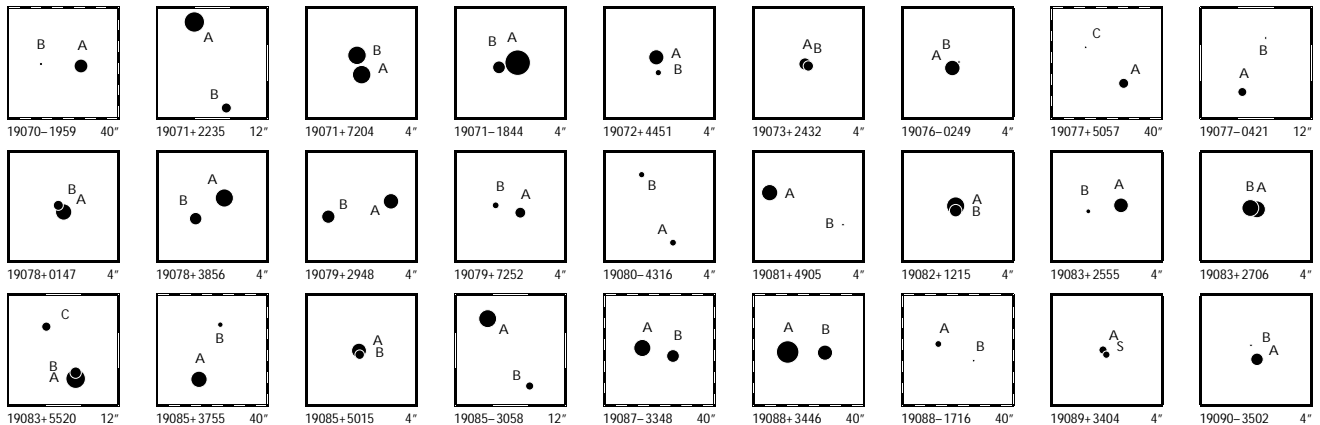 B A
A B
B A
B A
A B
A B
B A
C A
B A
19070−1959 40″ 19071+2235 12″ 19071+7204 4″ 19071-1844 4″ 19072+4451 4″ 19073+2432 4″ 19076-0249 4″ 19077+5057 40″ 19077-0421 12″
B A
A B
B A
B A
B A
A B
A B
B A
B A
19078+0147 4″ 19078+3856 4″ 19079+2948 4″ 19079+7252 4″ 19080−4316 4″ 19081+4905 4″ 19082+1215 4″ 19083+2555 4″ 19083+2706 4″
C B A
B A
A B
A B
A B
A B
A B
A S
B A
19083+5520 12″ 19085+3755 40″ 19085+5015 4″ 19085−3058 12″ 19087−3348 40″ 19088+3446 40″ 19088−1716 40″ 19089+3404 4″ 19090−3502 4″